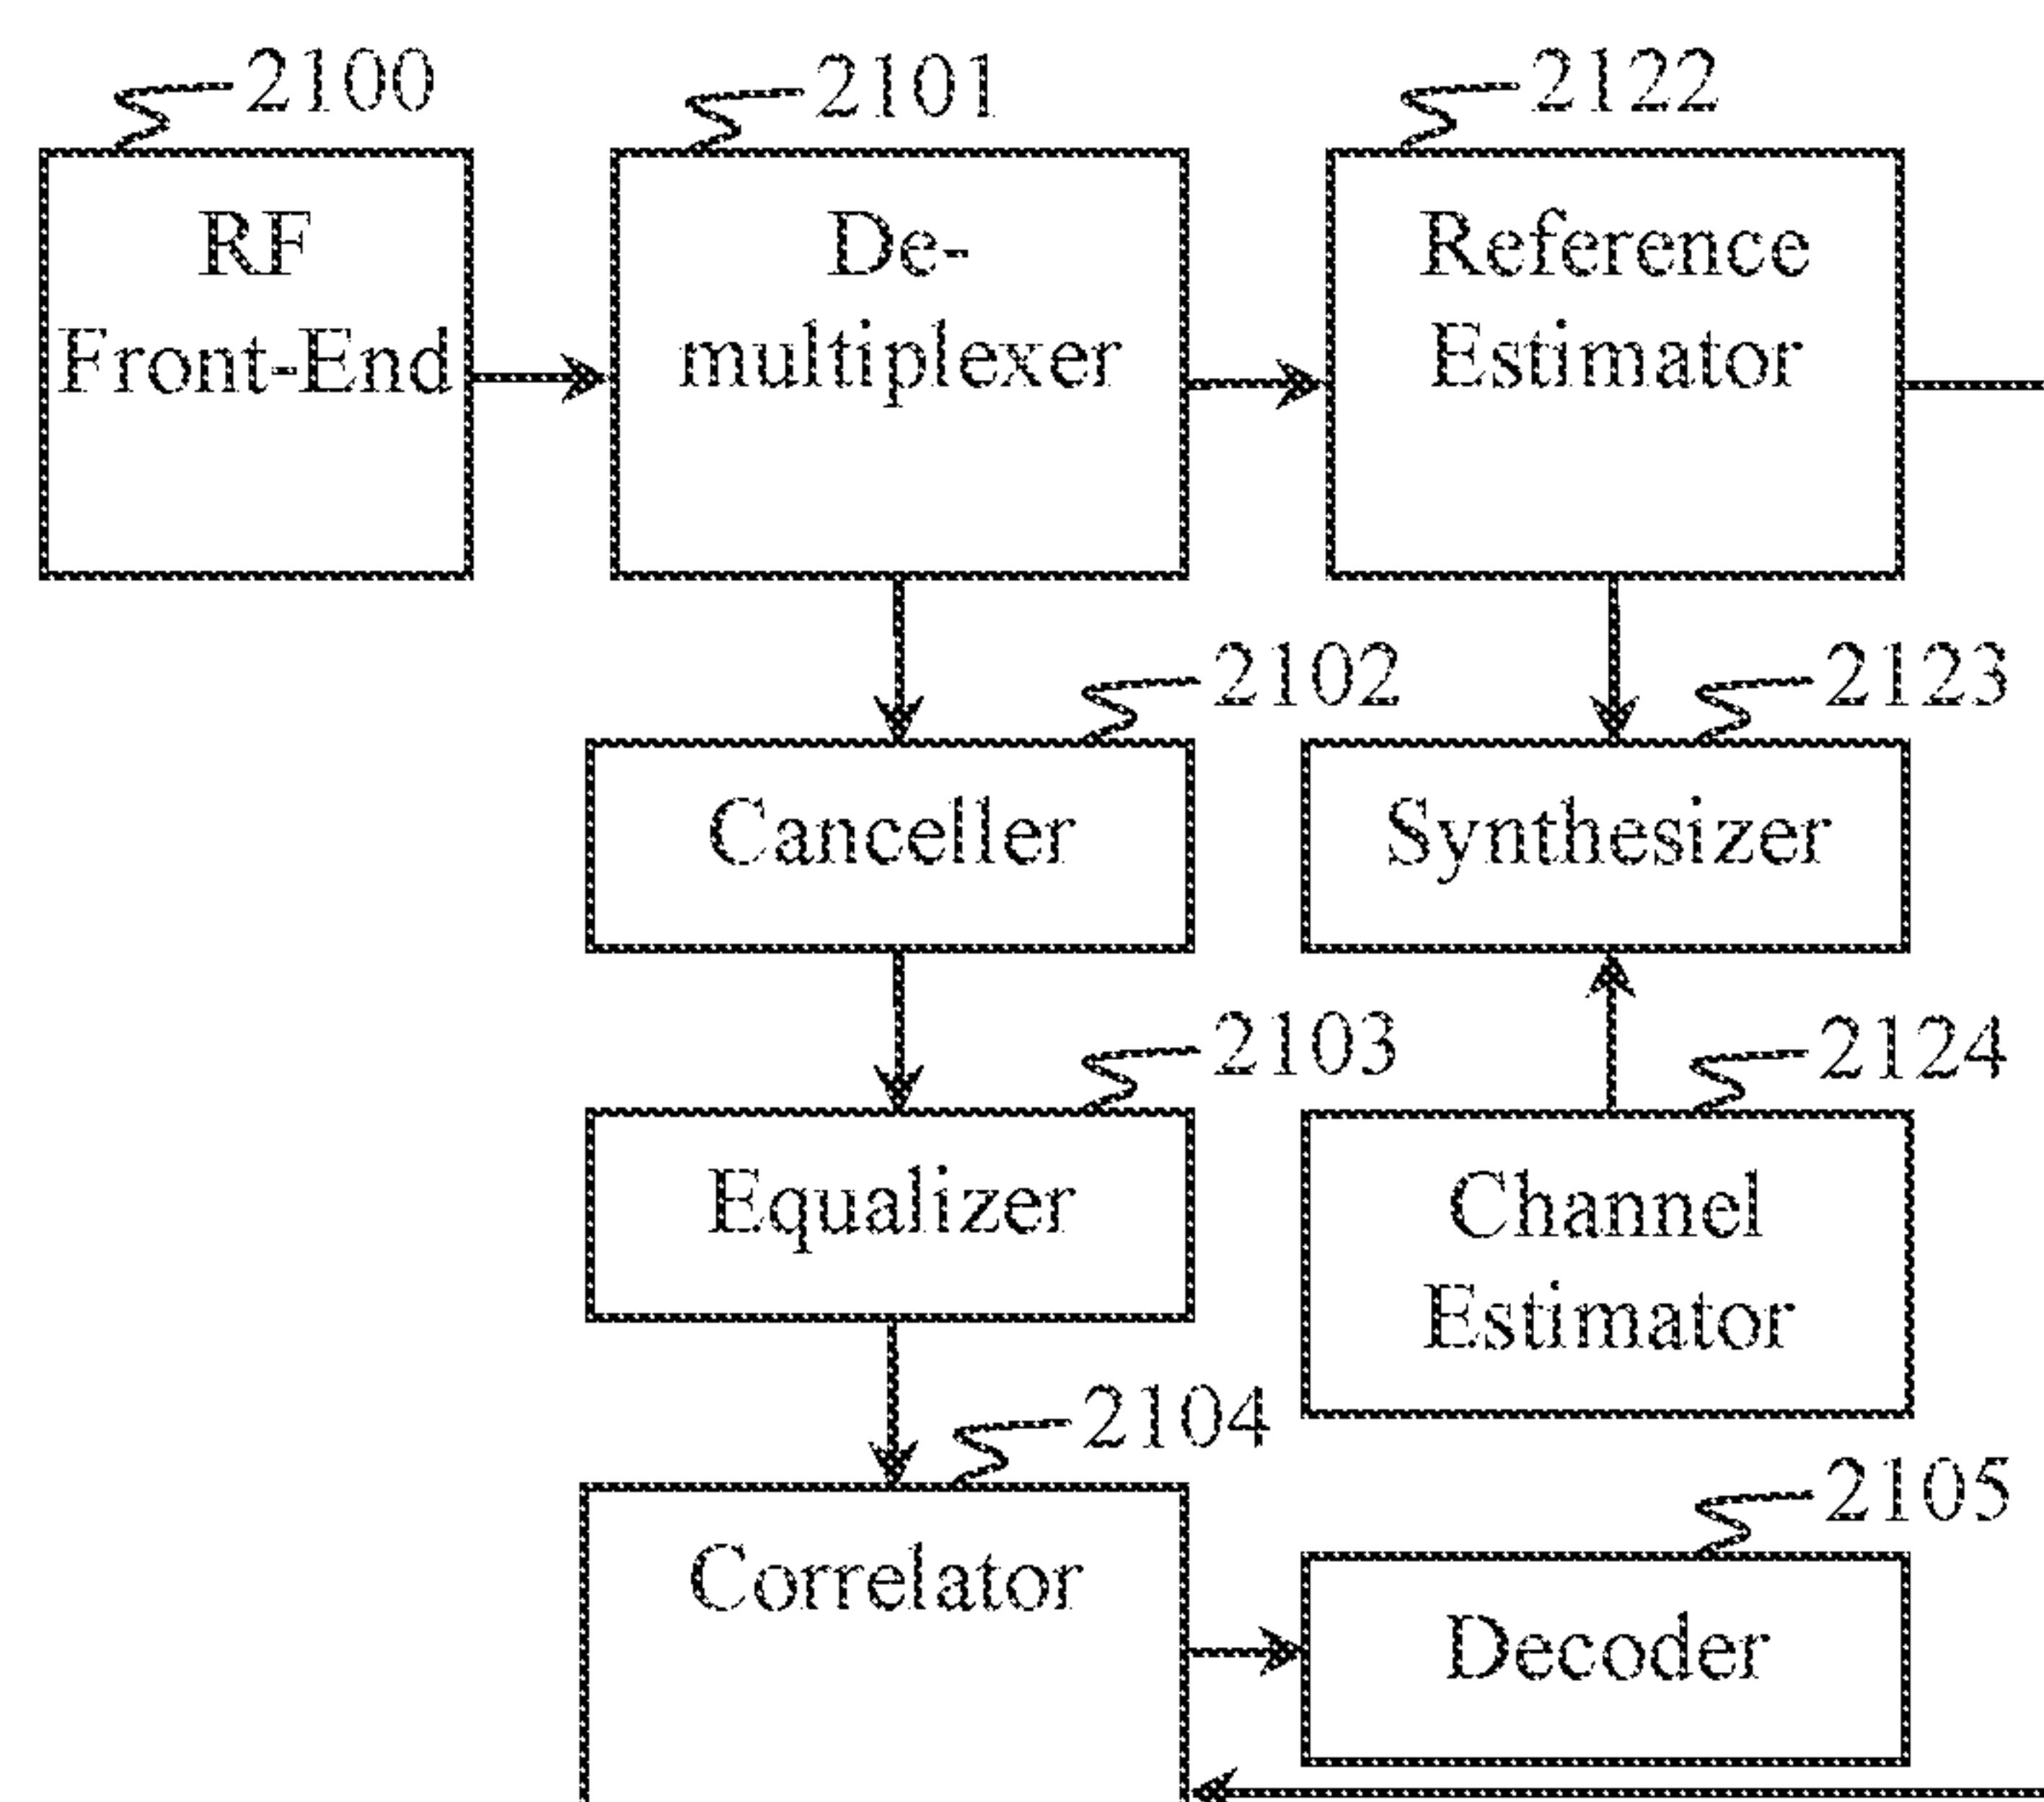 2100
2101
2122
RF
Front-End
De-
multiplexer
Reference
Estimator
2102
2123
Canceller
Synthesizer
2103
2124
Equalizer
Channel
Estimator
2104
2105
Correlator
Decoder